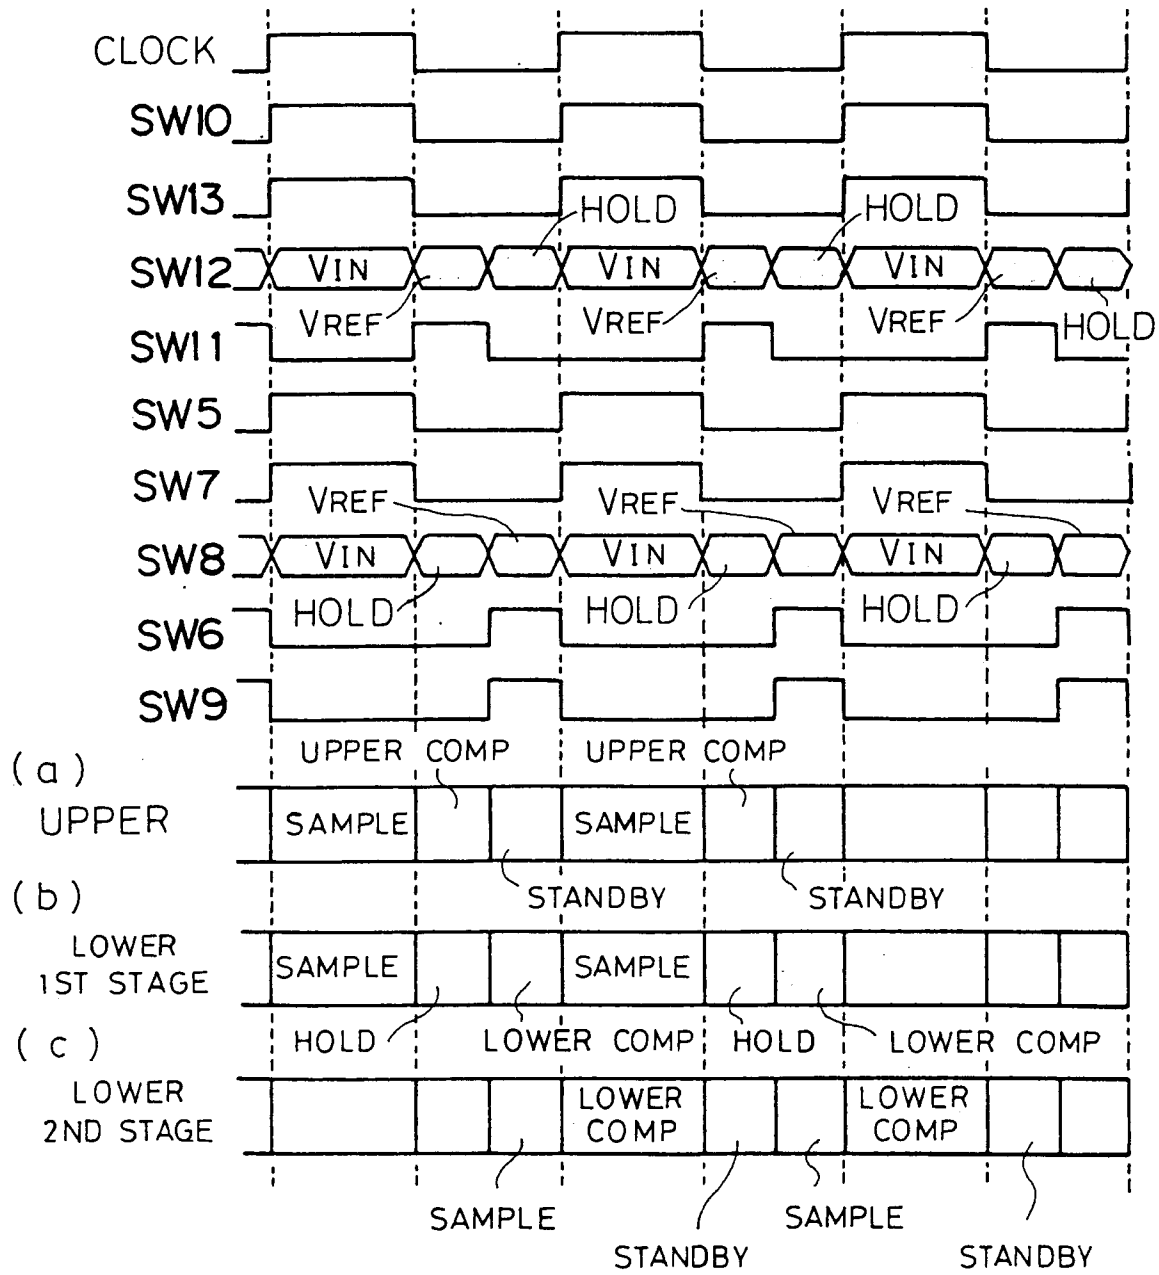 CLOCK
SW10
SW13
HOLD HOLD
SW12 VIN VIN VIN
VREF VREF VREF HOLD
SW11
SW5
SW7
VREF VREF VREF
SW8 VIN VIN VIN
HOLD HOLD HOLD
SW6
SW9
UPPER COMP UPPER COMP
(a)
UPPER SAMPLE SAMPLE
STANDBY STANDBY
(b)
LOWER
1ST STAGE SAMPLE SAMPLE
HOLD LOWER COMP HOLD LOWER COMP
(c)
LOWER LOWER LOWER
2ND STAGE COMP COMP
SAMPLE SAMPLE
STANDBY STANDBY